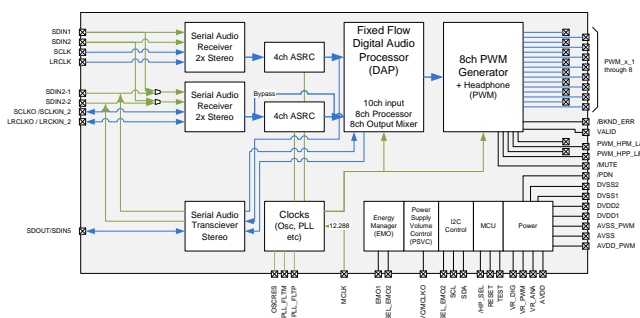 SDIN1
SDIN2
SCLK
LRCLK
SDIN2-1
SDIN2-2
SCLKO /SCLKIN_2
LRCLKO / LRCKIN_2
SDOUT/SDIN5
Serial Audio
Receiver
2x Stereo
Serial Audio
Receiver
2x Stereo
Serial Audio
Transciever
Stereo
4ch ASRC
Bypass
4ch ASRC
Clocks
(Osc, PLL
etc)
12.288
Fixed Flow
Digital Audio
Processor
(DAP)
10ch input
8ch Processor
8ch Output Mixer
8ch PWM
Generator
+ Headphone
(PWM)
Energy
Manager
(EMO)
Power
Supply
Volume
Control
(PSVC)
I2C
Control
MCU
Power
PWM_x_1
through 8
/BKND_ERR
VALID
PWM_HPM_L&
PWM_HPP_L&
/MUTE
/PDN
DVSS2
DVSS1
DVDD2
DVDD1
AVSS_PWM
AVSS
AVDD_PWM
OSCRES
PLL_FLTM
PLL_FLTP
MCLK
EMO1
SEL_EMO2
/CMCLKO
SEL_EMO2
SCL
SDA
/HP_SEL
RESET
TEST
VR_DIG
VR_PWM
VR_ANA
AVDD